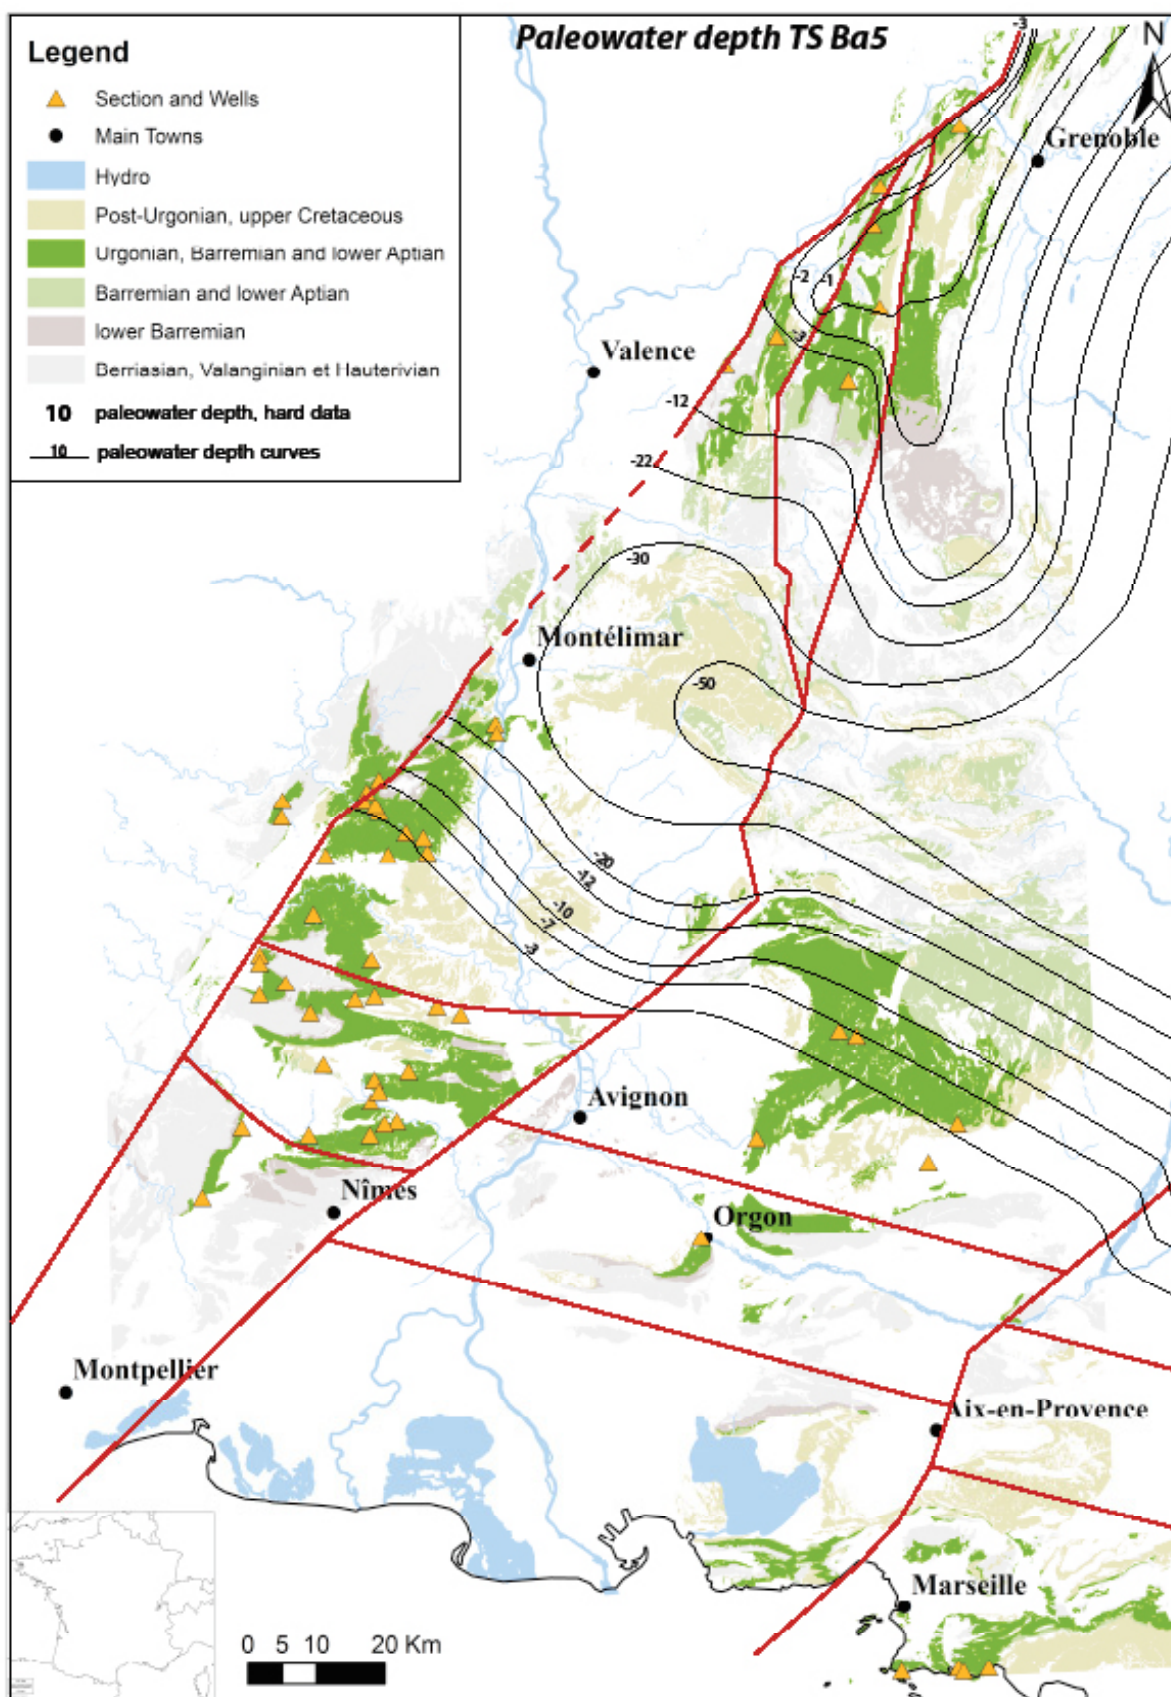 Paleowater depth TS Ba5
N
Legend
Section and Wells
Main Towns
Hydro
Post-Urgonian, upper Cretaceous
Urgonian, Barremian and lower Aptian
Barremian and lower Aptian
lower Barremian
Berriasian, Valanginian et Hauterivian
10 paleowater depth, hard data
10 paleowater depth curves
-3
Grenoble
-2
-1
-3
Valence
-12
-22
-30
Montélimar
-50
-20
-12
-10
-7
-3
Avignon
Nîmes
Orgon
Montpellier
Aix-en-Provence
Marseille
0 5 10 20 Km